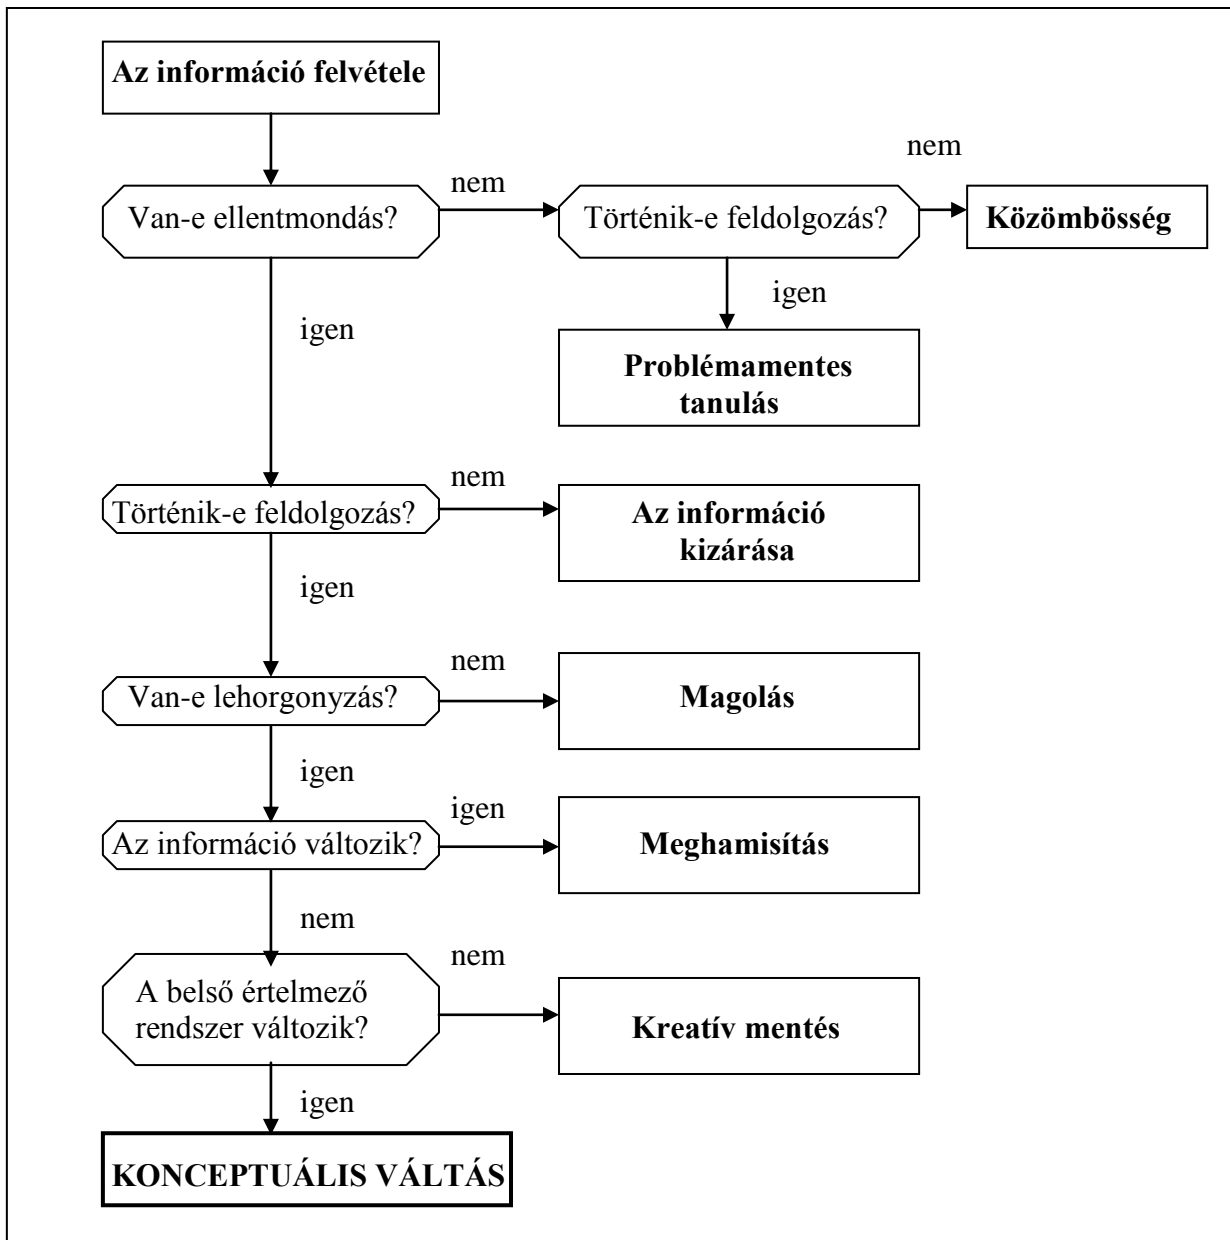 Az információ felvétele
nem
nem
Van-e ellentmondás?
Történik-e feldolgozás?
Közömbösség
igen
igen
Problémamentes
tanulás
nem
Történik-e feldolgozás?
Az információ
kizárása
igen
nem
Van-e lehorgonyzás?
Magolás
igen
igen
Az információ változik?
Meghamisítás
nem
nem
A belső értelmező
rendszer változik?
Kreatív mentés
igen
KONCEPTUÁLIS VÁLTÁS